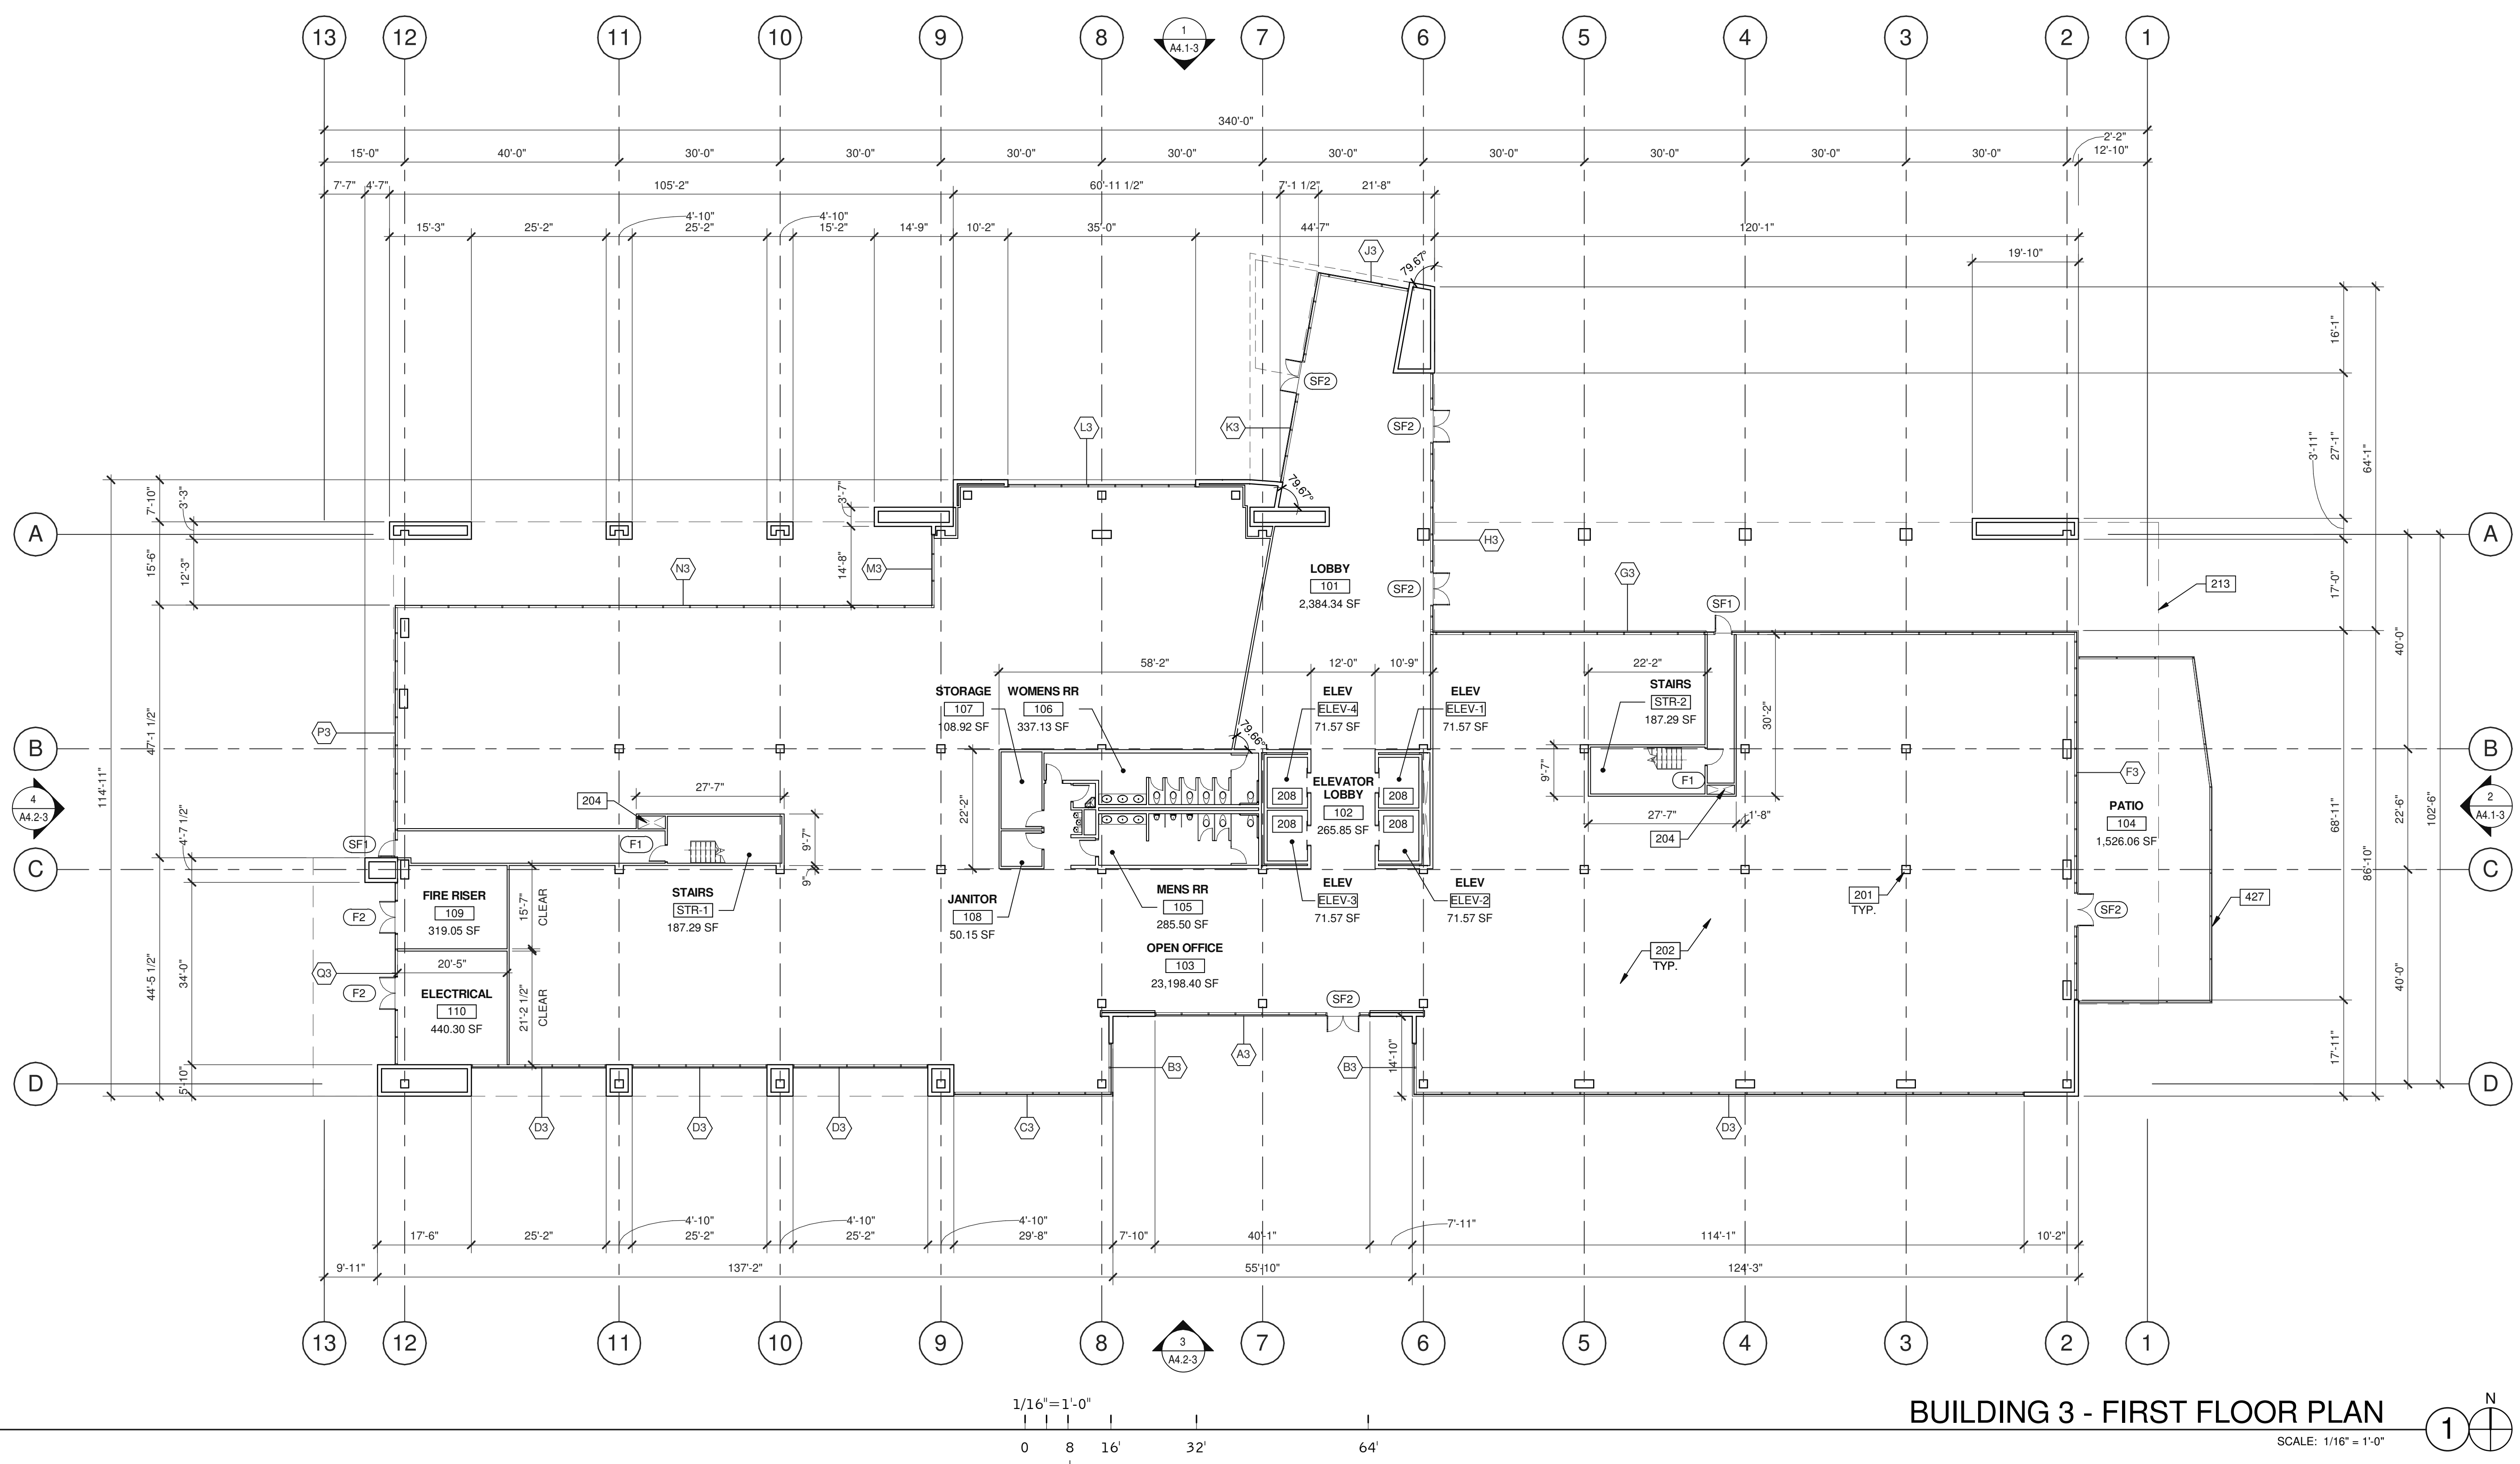 13 12 11 10 9 8 7 6 5 4 3 2 1
1
A4.1-3
340'-0"
2'-2"
15'-0" 40'-0" 30'-0" 30'-0" 30'-0" 30'-0" 30'-0" 30'-0" 30'-0" 30'-0" 30'-0" 12'-10"
7'-7" 4'-7" 105'-2" 60'-11 1/2" 7'-1 1/2" 21'-8"
4'-10" 4'-10"
15'-3" 25'-2" 25'-2" 15'-2" 14'-9" 10'-2" 35'-0" 44'-7" 120'-1"
J3 79.67° 19'-10"
16'-1"
SF2
L3 K3 SF2
3'-11" 27'-1" 64'-1"
7'-10" 3'-3" 3'-7" 79.67°
A A
H3
15'-6" 12'-3" N3 14'-8" M3
LOBBY
101
2,384.34 SF
SF2 G3 SF1 213
17'-0"
40'-0"
58'-2" 12'-0" 10'-9" 22'-2"
STORAGE WOMENS RR ELEV ELEV STAIRS
107 106 ELEV-4 ELEV-1 STR-2
108.92 SF 337.13 SF 71.57 SF 71.57 SF 187.29 SF
30'-2"
P3 47'-1 1/2" 79.66°
B B
F3
114'-11"
9'-7"
27'-7"
204
22'-2"
ELEVATOR
LOBBY
102
265.85 SF
208 208
208 208
F1
27'-7" 1'-8"
204
PATIO
104
1,526.06 SF
4
A4.2-3
2
A4.1-3
68'-11" 22'-6" 102'-6"
4'-7 1/2" SF1 F1 9'-7"
9"
86'-10"
C C
FIRE RISER
109
319.05 SF
F2
15'-7"
CLEAR
STAIRS
STR-1
187.29 SF
JANITOR
108
50.15 SF
MENS RR
105
285.50 SF
ELEV
ELEV-3
71.57 SF
ELEV
ELEV-2
71.57 SF
201
TYP.
SF2
427
OPEN OFFICE
103
23,198.40 SF
202
TYP.
Q3 20'-5"
44'-5 1/2" 34'-0"
F2
ELECTRICAL
110
440.30 SF
21'-2 1/2"
CLEAR
SF2
40'-0"
A3
B3 B3 14'-10"
17'-11"
5'-10"
D D
D3 D3 D3 C3 D3
4'-10" 4'-10" 4'-10" 7'-11"
17'-6" 25'-2" 25'-2" 25'-2" 29'-8" 7'-10" 40'-1" 114'-1" 10'-2"
9'-11" 137'-2" 55'-10" 124'-3"
13 12 11 10 9 8 7 6 5 4 3 2 1
3
A4.2-3
1/16"=1'-0"
0 8 16' 32' 64'
BUILDING 3 - FIRST FLOOR PLAN
SCALE: 1/16" = 1'-0"
1
N